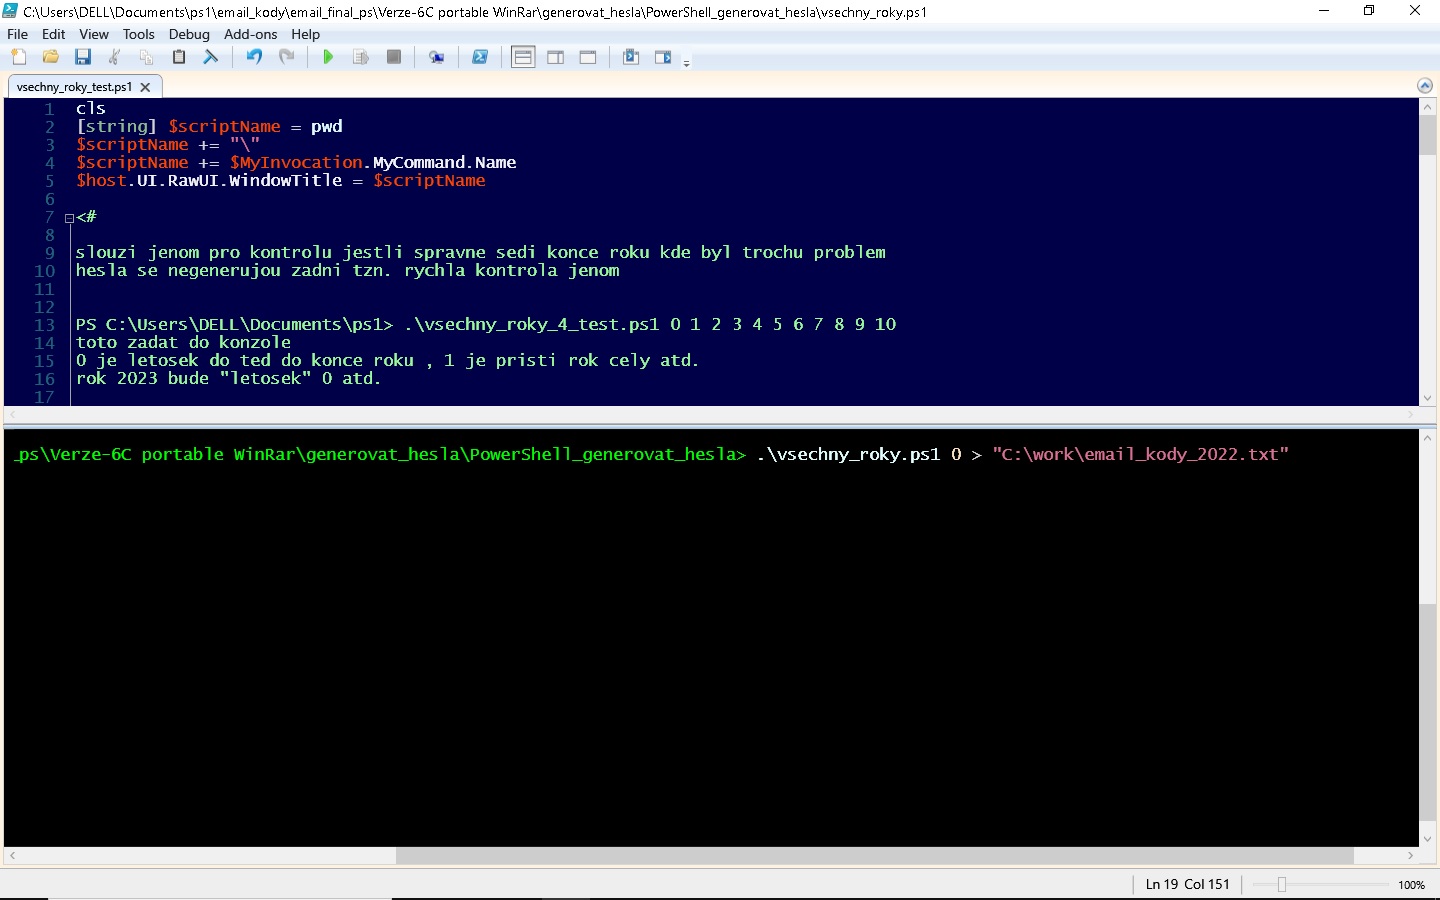 C:\Users\DELL\Documents\ps1\email_kody\email_final_ps\Verze-6C portable WinRar\generovat_hesla\PowerShell_generovat_hesla\vsechny_roky.ps1
File Edit View Tools Debug Add-ons Help
vsechny_roky_test.ps1
1 cls
2 [string] $scriptName = pwd
3 $scriptName += "\"
4 $scriptName += $MyInvocation.MyCommand.Name
5 $host.UI.RawUI.WindowTitle = $scriptName
6
7 <#
8
9 slouzi jenom pro kontrolu jestli spravne sedi konce roku kde byl trochu problem
10 hesla se negenerujou zadni tzn. rychla kontrola jenom
11
12
13 PS C:\Users\DELL\Documents\ps1> .\vsechny_roky_4_test.ps1 0 1 2 3 4 5 6 7 8 9 10
14 toto zadat do konzole
15 0 je letosek do ted do konce roku , 1 je pristi rok cely atd.
16 rok 2023 bude "letosek" 0 atd.
17
_ps\Verze-6C portable WinRar\generovat_hesla\PowerShell_generovat_hesla> .\vsechny_roky.ps1 0 > "C:\work\email_kody_2022.txt"
Ln 19 Col 151 100%